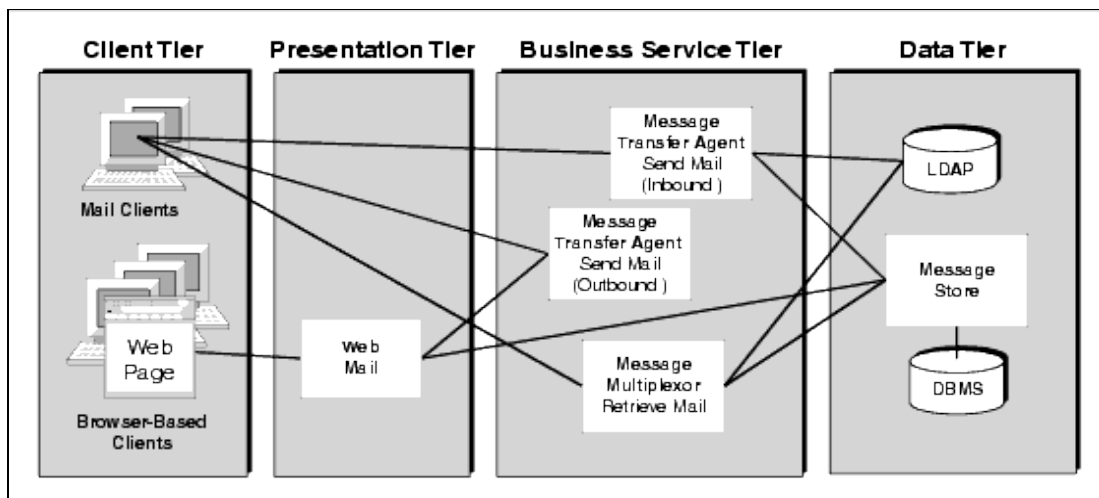 Client Tier
Presentation Tier
Business Service Tier
Data Tier
Mail Clients
Web
Page
Browser-Based
Clients
Web
Mail
Message
Transfer Agent
Send Mail
(Inbound )
Message
Transfer Agent
Send Mail
(Outbound )
Message
Multiplexor
Retrieve Mail
LDAP
Message
Store
DBMS